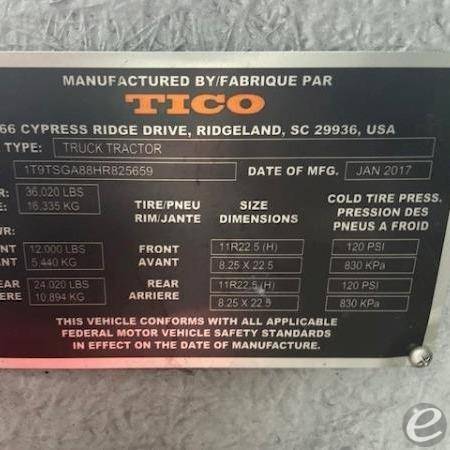 MANUFACTURED BY/FABRIQUE PAR
TICO
66 CYPRESS RIDGE DRIVE, RIDGELAND, SC 29936, USA
TYPE: TRUCK TRACTOR
1T9TSGA88HR825659 DATE OF MFG. JAN 2017
R: 36,020 LBS TIRE/PNEU SIZE COLD TIRE PRESS.
E: 16,335 KG RIM/JANTE DIMENSIONS PRESSION DES
PNEUS A FROID
WR:
NT 12,000 LBS FRONT 11R22.5 (H) 120 PSI
ANT 5,440 KG AVANT 8.25 X 22.5 830 KPa
EAR 24,020 LBS REAR 11R22.5 (H) 120 PSI
IERE 10,894 KG ARRIERE 8.25 X 22.5 830 KPa
THIS VEHICLE CONFORMS WITH ALL APPLICABLE
FEDERAL MOTOR VEHICLE SAFETY STANDARDS
IN EFFECT ON THE DATE OF MANUFACTURE.
e